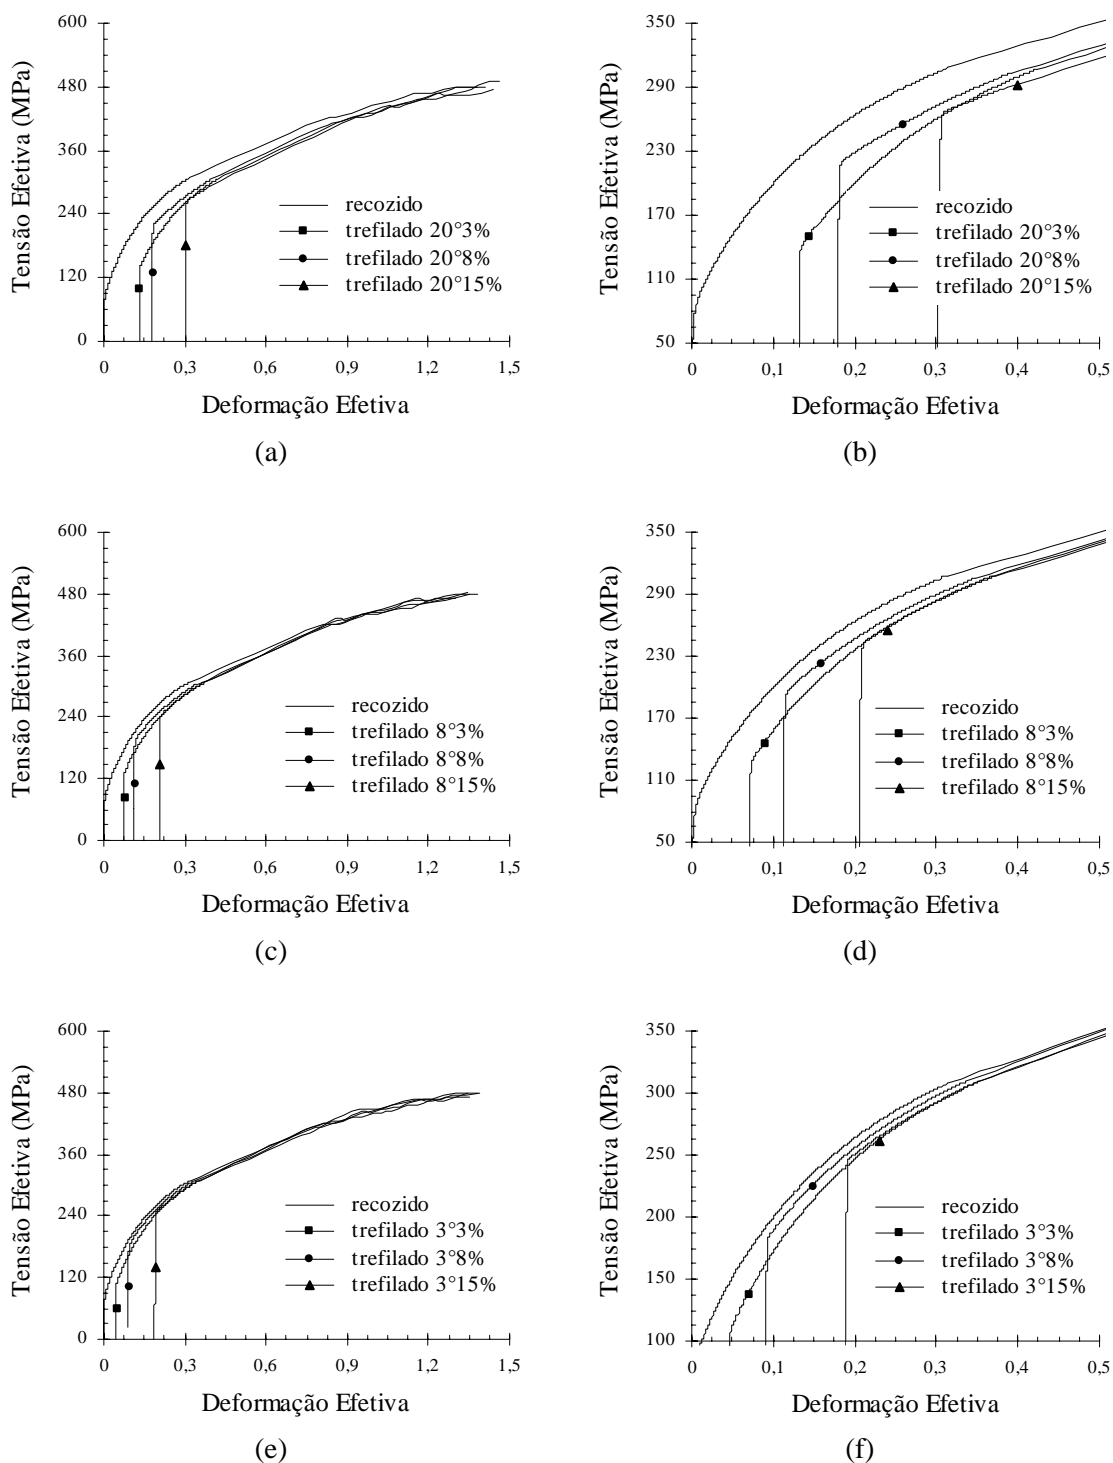 600
480
360
240
120
0
Tensão Efetiva (MPa)
recozido
trefilado 20°3%
trefilado 20°8%
trefilado 20°15%
0 0,3 0,6 0,9 1,2 1,5
Deformação Efetiva
(a)
350
290
230
170
110
50
Tensão Efetiva (MPa)
recozido
trefilado 20°3%
trefilado 20°8%
trefilado 20°15%
0 0,1 0,2 0,3 0,4 0,5
Deformação Efetiva
(b)
600
480
360
240
120
0
Tensão Efetiva (MPa)
recozido
trefilado 8°3%
trefilado 8°8%
trefilado 8°15%
0 0,3 0,6 0,9 1,2 1,5
Deformação Efetiva
(c)
350
290
230
170
110
50
Tensão Efetiva (MPa)
recozido
trefilado 8°3%
trefilado 8°8%
trefilado 8°15%
0 0,1 0,2 0,3 0,4 0,5
Deformação Efetiva
(d)
600
480
360
240
120
0
Tensão Efetiva (MPa)
recozido
trefilado 3°3%
trefilado 3°8%
trefilado 3°15%
0 0,3 0,6 0,9 1,2 1,5
Deformação Efetiva
(e)
350
300
250
200
150
100
Tensão Efetiva (MPa)
recozido
trefilado 3°3%
trefilado 3°8%
trefilado 3°15%
0 0,1 0,2 0,3 0,4 0,5
Deformação Efetiva
(f)